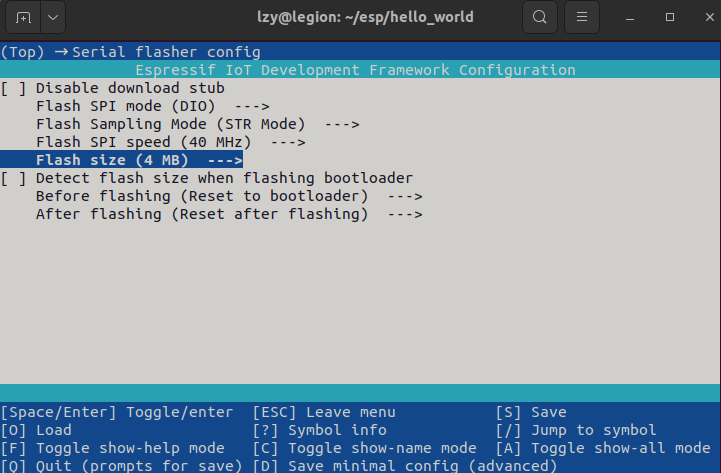 lzy@legion: ~/esp/hello_world
(Top) →Serial flasher config
Espressif IoT Development Framework Configuration
[ ] Disable download stub
Flash SPI mode (DIO)  --->
Flash Sampling Mode (STR Mode)  --->
Flash SPI speed (40 MHz)  --->
Flash size (4 MB)  --->
[ ] Detect flash size when flashing bootloader
Before flashing (Reset to bootloader)  --->
After flashing (Reset after flashing)  --->
[Space/Enter] Toggle/enter  [ESC] Leave menu           [S] Save
[O] Load                    [?] Symbol info            [/] Jump to symbol
[F] Toggle show-help mode   [C] Toggle show-name mode  [A] Toggle show-all mode
[Q] Quit (prompts for save) [D] Save minimal config (advanced)